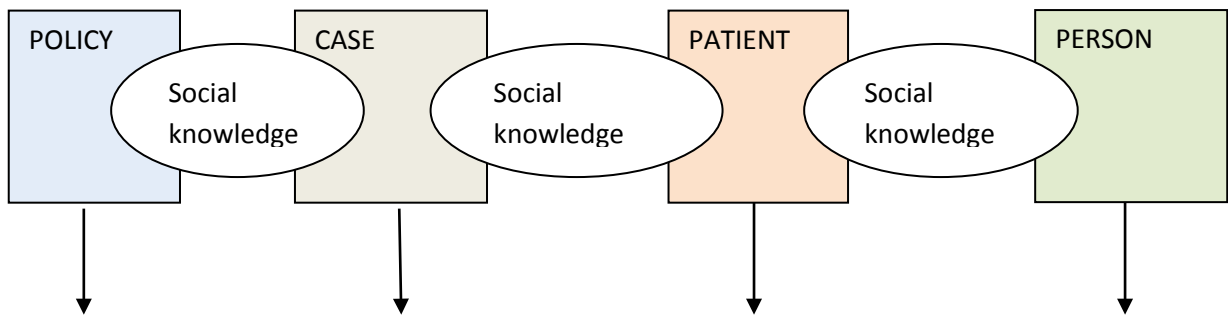 POLICY
CASE
PATIENT
PERSON
Social
knowledge
Social
knowledge
Social
knowledge